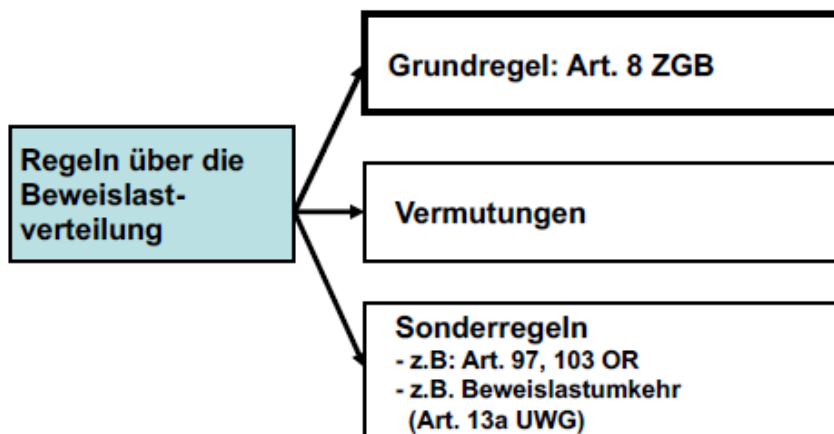 Grundregel: Art. 8 ZGB
Regeln über die
Beweislast-
verteilung
Vermutungen
Sonderregeln
- z.B: Art. 97, 103 OR
- z.B. Beweislastumkehr
(Art. 13a UWG)